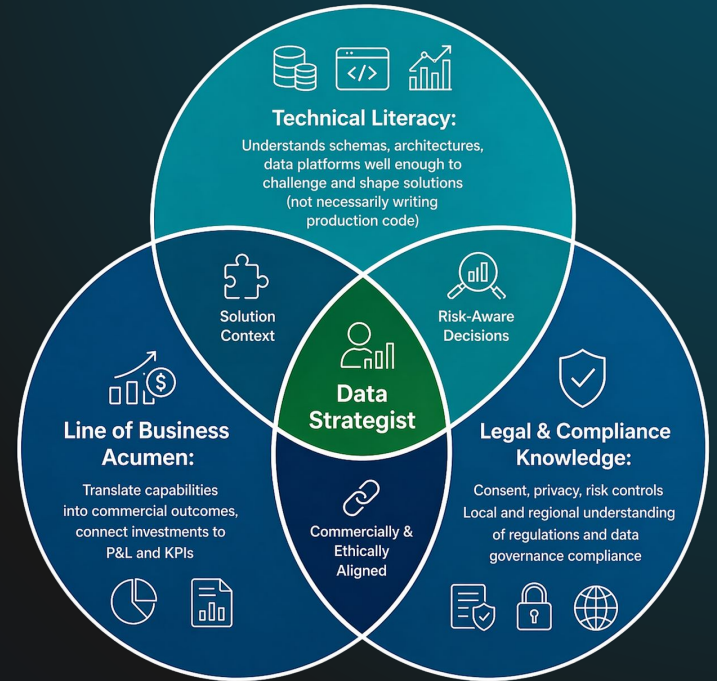 </>
Technical Literacy:
Understands schemas, architectures,
data platforms well enough to
challenge and shape solutions
(not necessarily writing
production code)
Solution
Context
Risk-Aware
Decisions
Data
Strategist
$
Line of Business
Acumen:
Translate capabilities
into commercial outcomes,
connect investments to
P&L and KPIs
Legal & Compliance
Knowledge:
Consent, privacy, risk controls
Local and regional understanding
of regulations and data
governance compliance
Commercially &
Ethically
Aligned